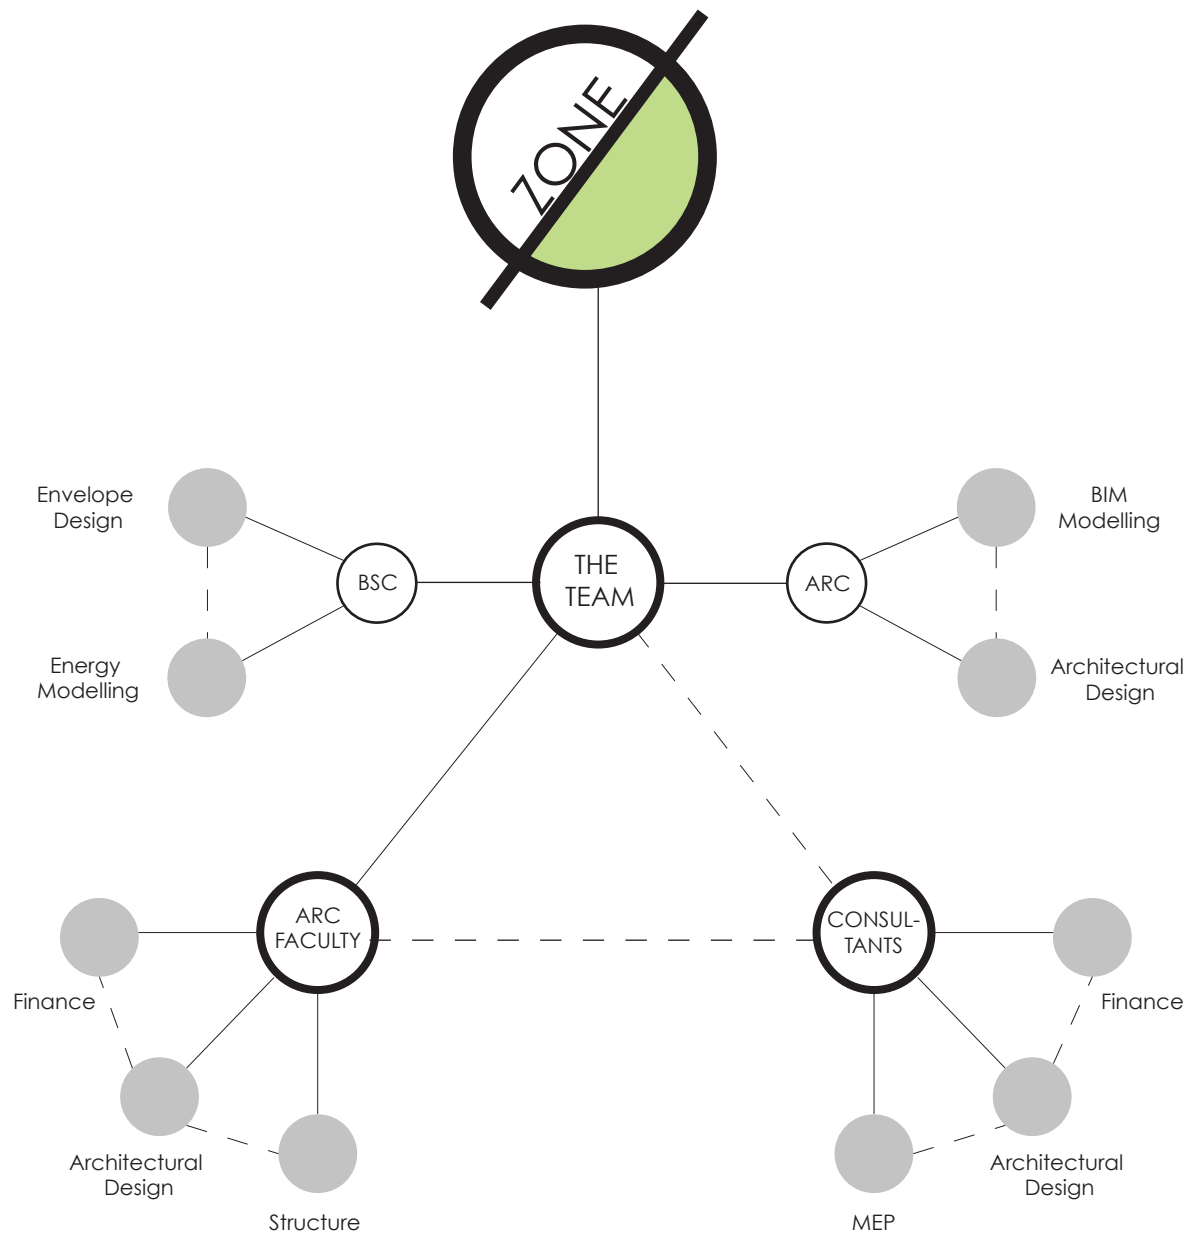 ZONE
Envelope
Design
BIM
Modelling
THE
TEAM
BSC
ARC
Energy
Modelling
Architectural
Design
ARC
FACULTY
CONSUL-
TANTS
Finance
Finance
Architectural
Design
Architectural
Design
Structure
MEP